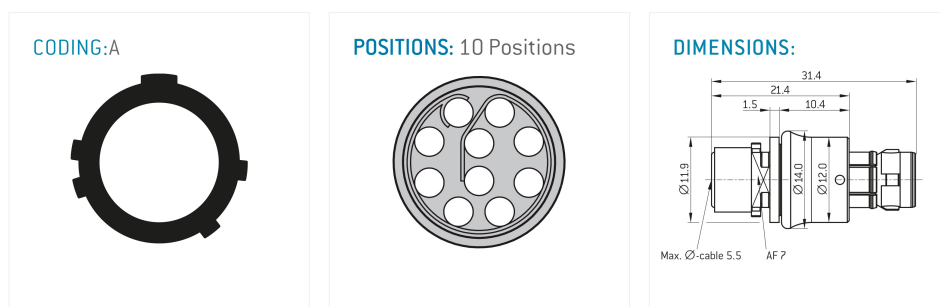 CODING:A
POSITIONS: 10 Positions
DIMENSIONS:
31.4
21.4
1.5
10.4
Ø11.9
Ø14.0
Ø12.0
Max. Ø-cable 5.5
AF 7